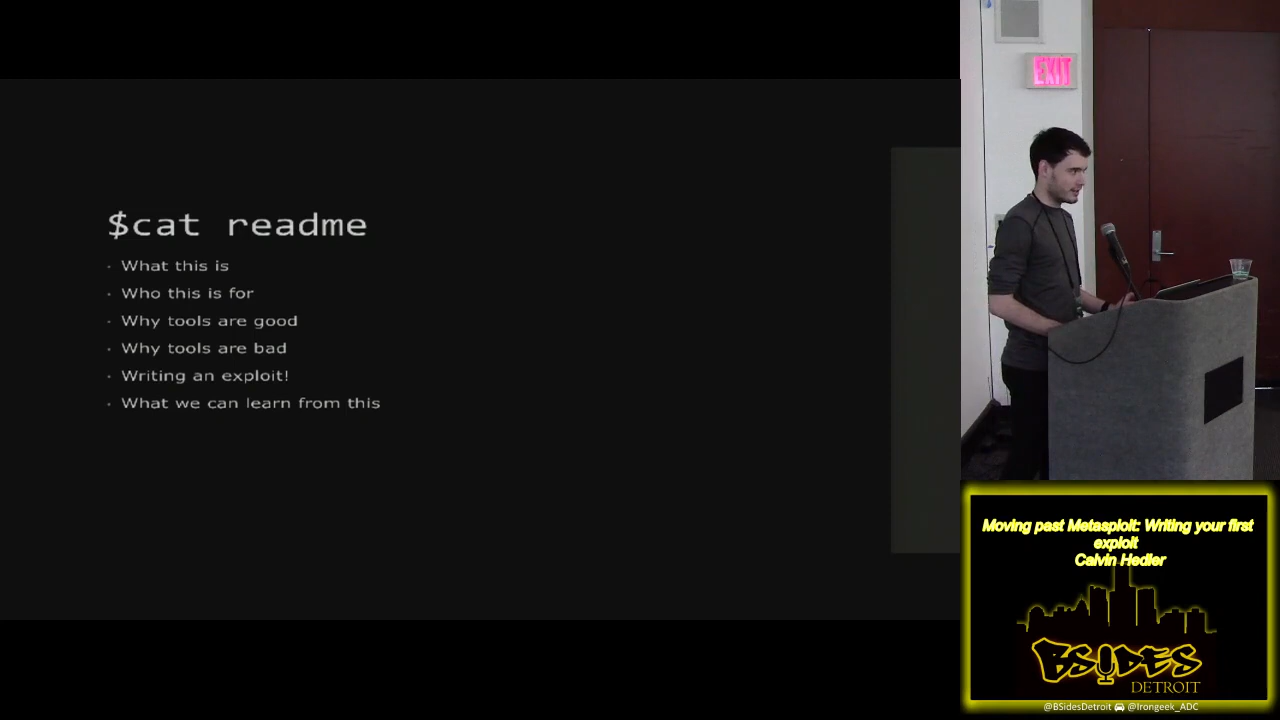 $cat readme
What this is
Who this is for
Why tools are good
Why tools are bad
Writing an exploit!
What we can learn from this
EXIT
Moving past Metasploit: Writing your first
exploit
Calvin Hedler
BSIDES
DETROIT
@BSidesDetroit @Irongeek_ADC